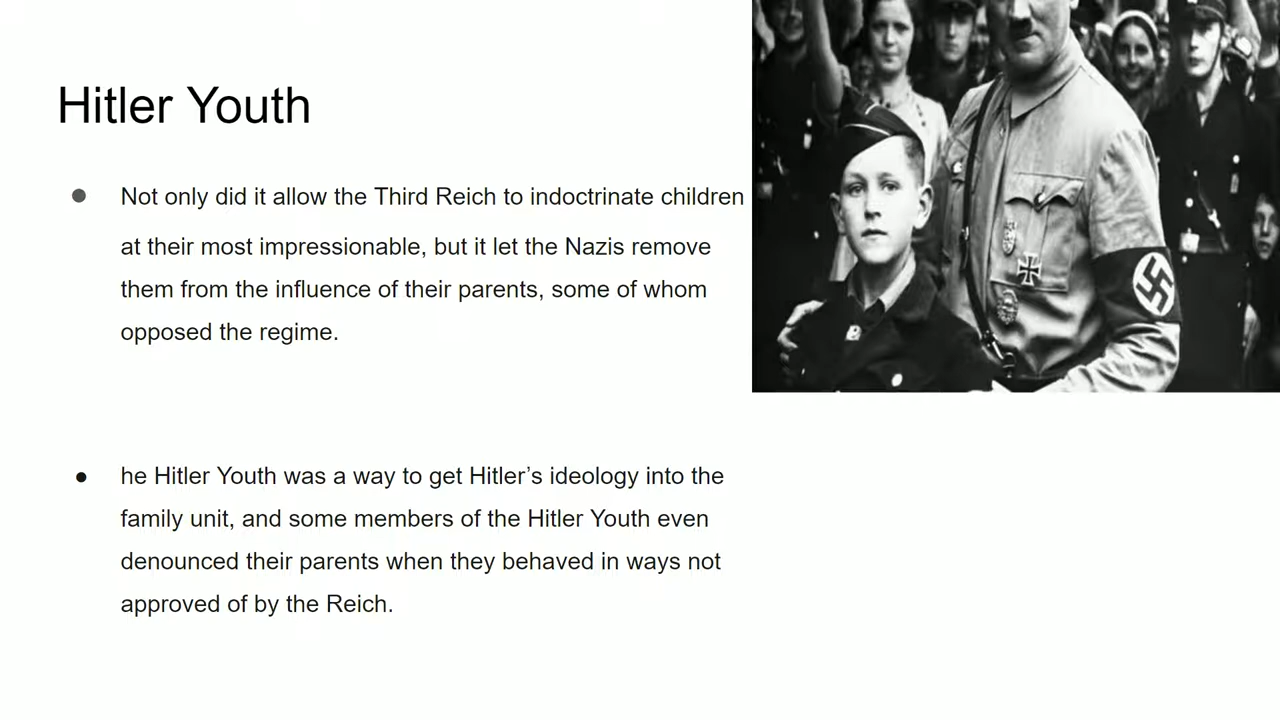 Hitler Youth
Not only did it allow the Third Reich to indoctrinate children
at their most impressionable, but it let the Nazis remove
them from the influence of their parents, some of whom
opposed the regime.
he Hitler Youth was a way to get Hitler’s ideology into the
family unit, and some members of the Hitler Youth even
denounced their parents when they behaved in ways not
approved of by the Reich.